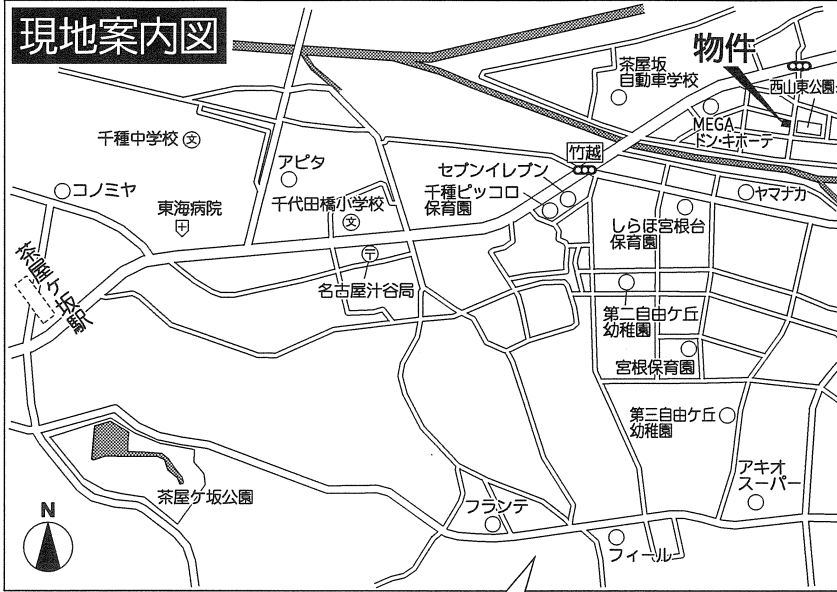 現地案内図
物件
茶屋坂
自動車学校
西山東公園
MEGA
ドン・キホーテ
千種中学校
文
アピタ
竹越
セブンイレブン
千種ピッコロ
保育園
ヤマナカ
コノミヤ
東海病院
千代田橋小学校
文
しらほ宮根台
保育園
茶屋ヶ坂駅
〒
名古屋汁谷局
第二自由ケ丘
幼稚園
宮根保育園
第三自由ケ丘
幼稚園
茶屋ケ坂公園
アキオ
スーパー
フランテ
フィール
N